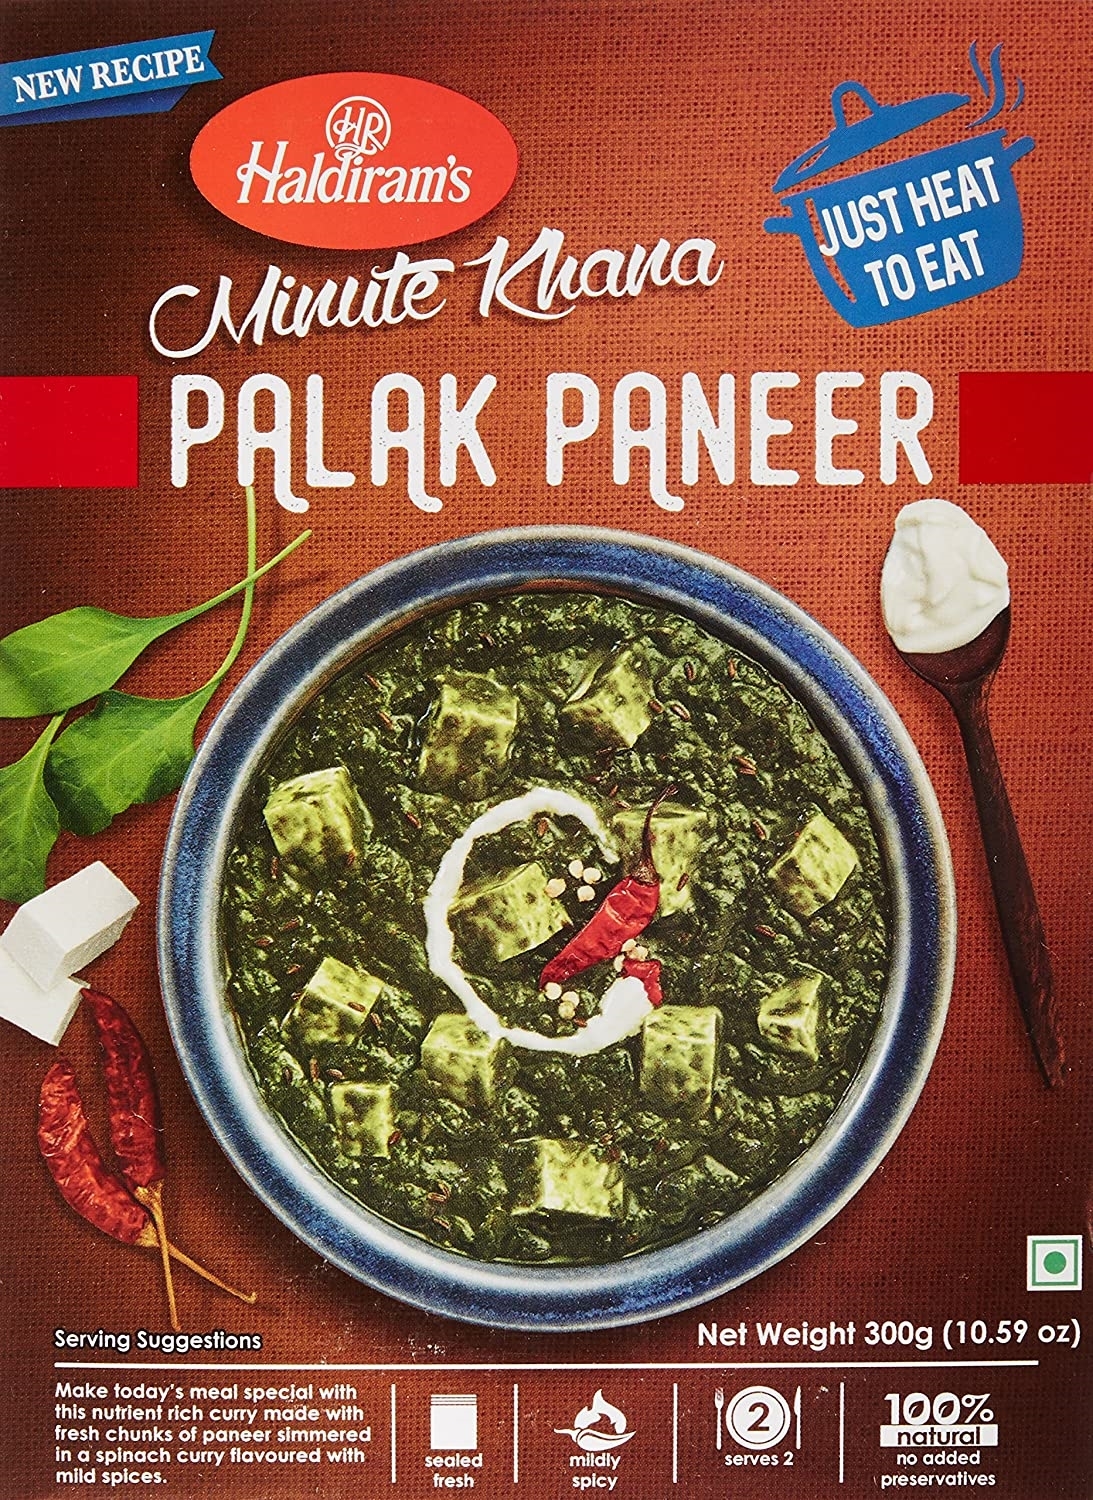 NEW RECIPE
HR
Haldiram's
JUST HEAT
TO EAT
Minute Khana
PALAK PANEER
Serving Suggestions
Net Weight 300g (10.59 oz)
Make today's meal special with
this nutrient rich curry made with
fresh chunks of paneer simmered
in a spinach curry flavoured with
mild spices.
sealed
fresh
mildly
spicy
2
serves 2
100%
natural
no added
preservatives